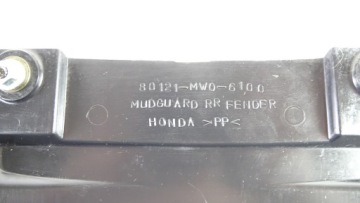 80121-MW0-6100
MUDGUARD RR FENDER
HONDA >PP<